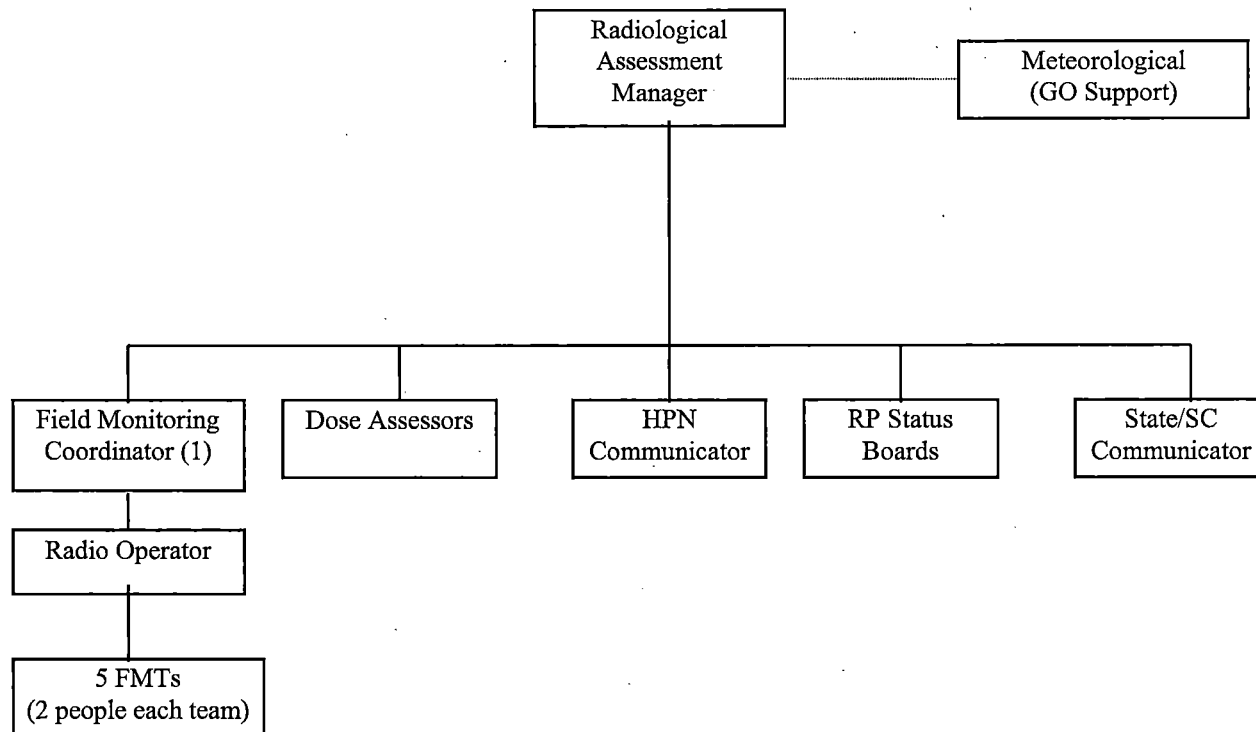 Radiological
Assessment
Manager
Meteorological
(GO Support)
Field Monitoring
Coordinator (1)
Dose Assessors
HPN
Communicator
RP Status
Boards
State/SC
Communicator
Radio Operator
5 FMTs
(2 people each team)